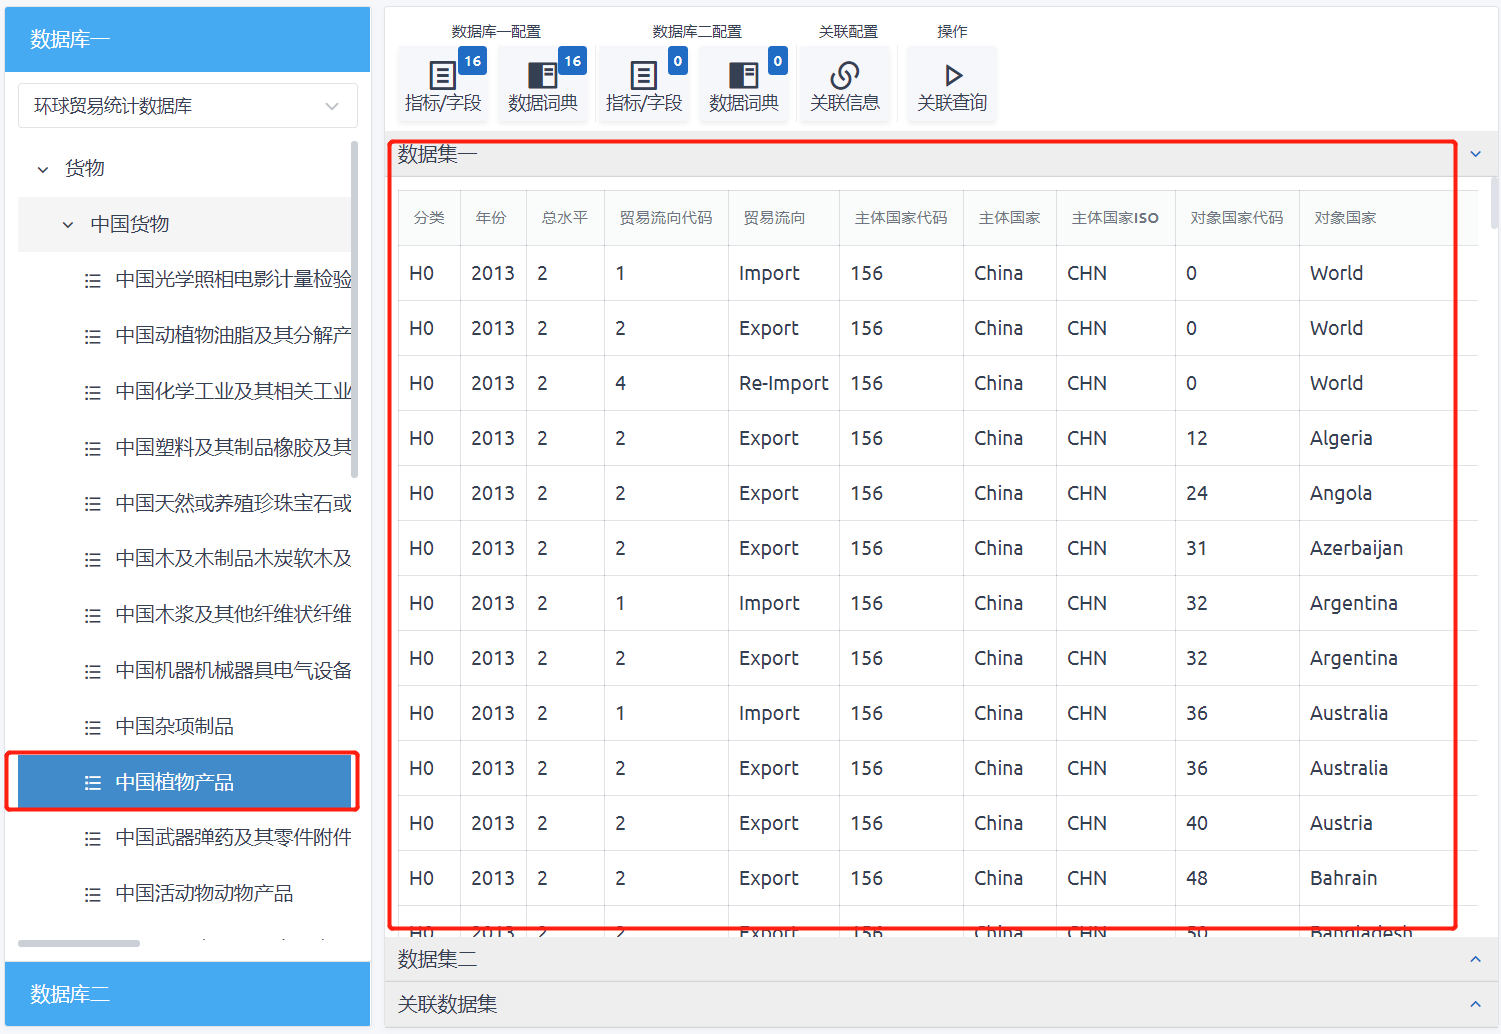 数据库一
环球贸易统计数据库
货物
中国货物
中国光学照相电影计量检验
中国动植物油脂及其分解产
中国化学工业及其相关工业
中国塑料及其制品橡胶及其
中国天然或养殖珍珠宝石或
中国木及木制品木炭软木及
中国木浆及其他纤维状纤维
中国机器机械器具电气设备
中国杂项制品
中国植物产品
中国武器弹药及其零件附件
中国活动物动物产品
数据库二
数据库一配置 数据库二配置 关联配置 操作
16 16 0 0
指标/字段 数据词典 指标/字段 数据词典 关联信息 关联查询
数据集一
分类 年份 总水平 贸易流向代码 贸易流向 主体国家代码 主体国家 主体国家ISO 对象国家代码 对象国家
H0 2013 2 1 Import 156 China CHN 0 World
H0 2013 2 2 Export 156 China CHN 0 World
H0 2013 2 4 Re-Import 156 China CHN 0 World
H0 2013 2 2 Export 156 China CHN 12 Algeria
H0 2013 2 2 Export 156 China CHN 24 Angola
H0 2013 2 2 Export 156 China CHN 31 Azerbaijan
H0 2013 2 1 Import 156 China CHN 32 Argentina
H0 2013 2 2 Export 156 China CHN 32 Argentina
H0 2013 2 1 Import 156 China CHN 36 Australia
H0 2013 2 2 Export 156 China CHN 36 Australia
H0 2013 2 2 Export 156 China CHN 40 Austria
H0 2013 2 2 Export 156 China CHN 48 Bahrain
H0 2013 2 2 Export 156 China CHN 50 Bangladesh
数据集二
关联数据集